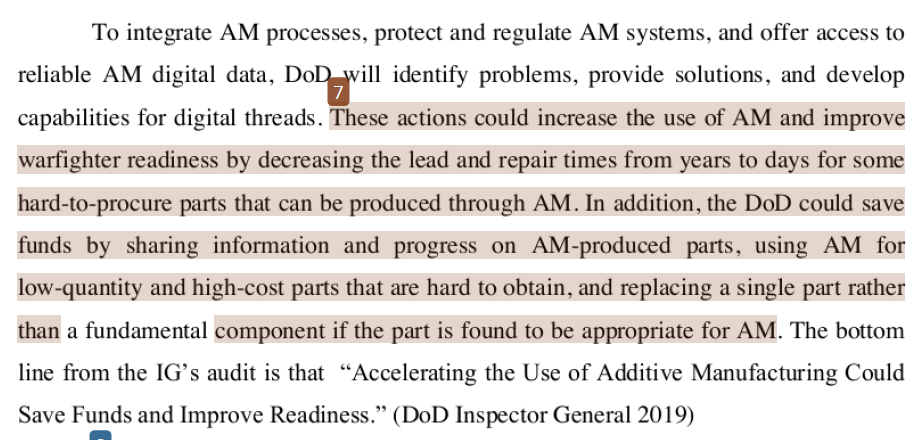 To integrate AM processes, protect and regulate AM systems, and offer access to
reliable AM digital data, DoD will identify problems, provide solutions, and develop
7
capabilities for digital threads. These actions could increase the use of AM and improve
warfighter readiness by decreasing the lead and repair times from years to days for some
hard-to-procure parts that can be produced through AM. In addition, the DoD could save
funds by sharing information and progress on AM-produced parts, using AM for
low-quantity and high-cost parts that are hard to obtain, and replacing a single part rather
than a fundamental component if the part is found to be appropriate for AM. The bottom
line from the IG's audit is that “Accelerating the Use of Additive Manufacturing Could
Save Funds and Improve Readiness.” (DoD Inspector General 2019)